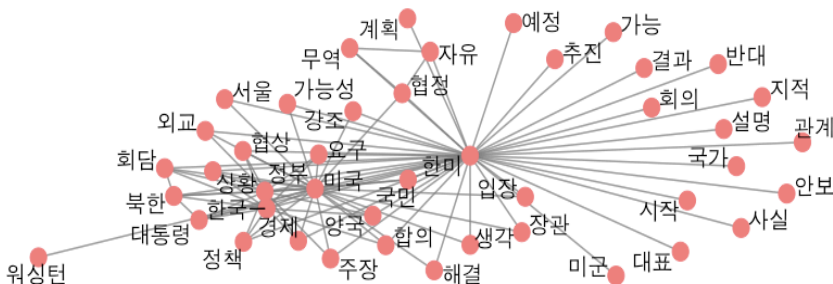 계획
예정
가능
무역
자유
추진
결과
반대
협정
서울
가능성
강조
회의
지적
외교
협상
요구
설명
관계
회담
상황
정부
미국
한미
국가
북한
한국
국민
입장
안보
대통령
경제
양국
장관
시작
사실
정책
합의
생각
워싱턴
주장
해결
미군
대표